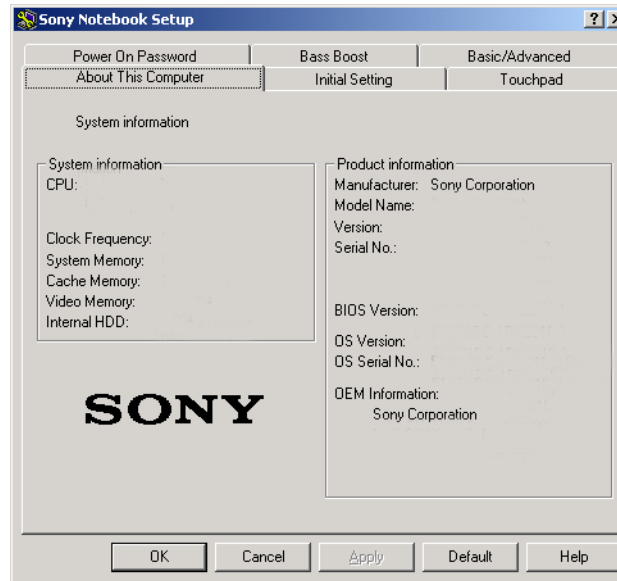 Sony Notebook Setup
Power On Password Bass Boost Basic/Advanced
About This Computer Initial Setting Touchpad
System information
System information
CPU:
Clock Frequency:
System Memory:
Cache Memory:
Video Memory:
Internal HDD:
Product information
Manufacturer: Sony Corporation
Model Name:
Version:
Serial No.:
BIOS Version:
OS Version:
OS Serial No.:
OEM Information:
Sony Corporation
SONY
OK Cancel Apply Default Help